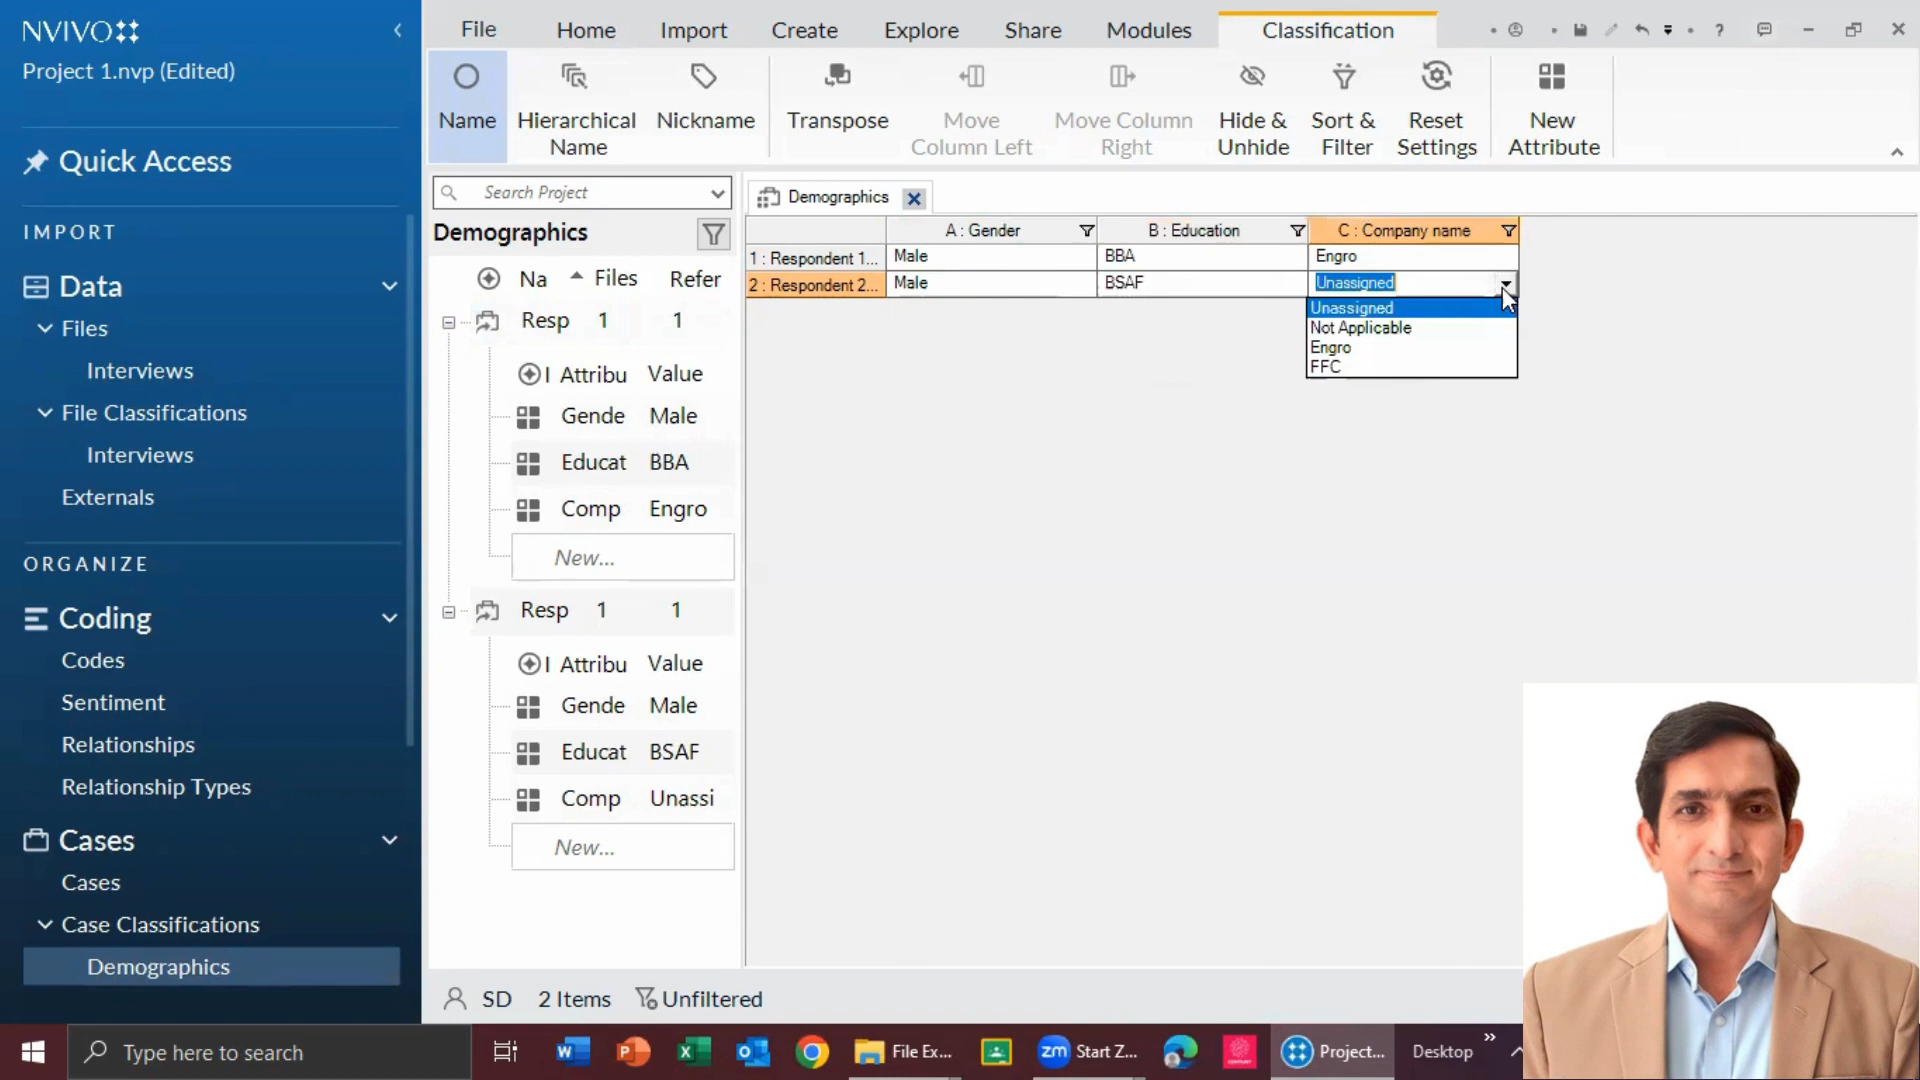 NVIVO
Project 1.nvp (Edited)
Quick Access
IMPORT
Data
Files
Interviews
File Classifications
Interviews
Externals
ORGANIZE
Coding
Codes
Sentiment
Relationships
Relationship Types
Cases
Cases
Case Classifications
Demographics
File Home Import Create Explore Share Modules Classification
Name
Hierarchical
Name
Nickname
Transpose
Move
Column Left
Move Column
Right
Hide &
Unhide
Sort &
Filter
Reset
Settings
New
Attribute
Search Project
Demographics
Na Files Refer
Resp 1 1
Attribu Value
Gende Male
Educat BBA
Comp Engro
New...
Resp 1 1
Attribu Value
Gende Male
Educat BSAF
Comp Unassi
New...
Demographics
A : Gender B : Education C : Company name
1 : Respondent 1... Male BBA Engro
2 : Respondent 2... Male BSAF Unassigned
Unassigned
Not Applicable
Engro
FFC
SD 2 Items Unfiltered
Type here to search
File Ex...
zm Start Z...
Project...
Desktop